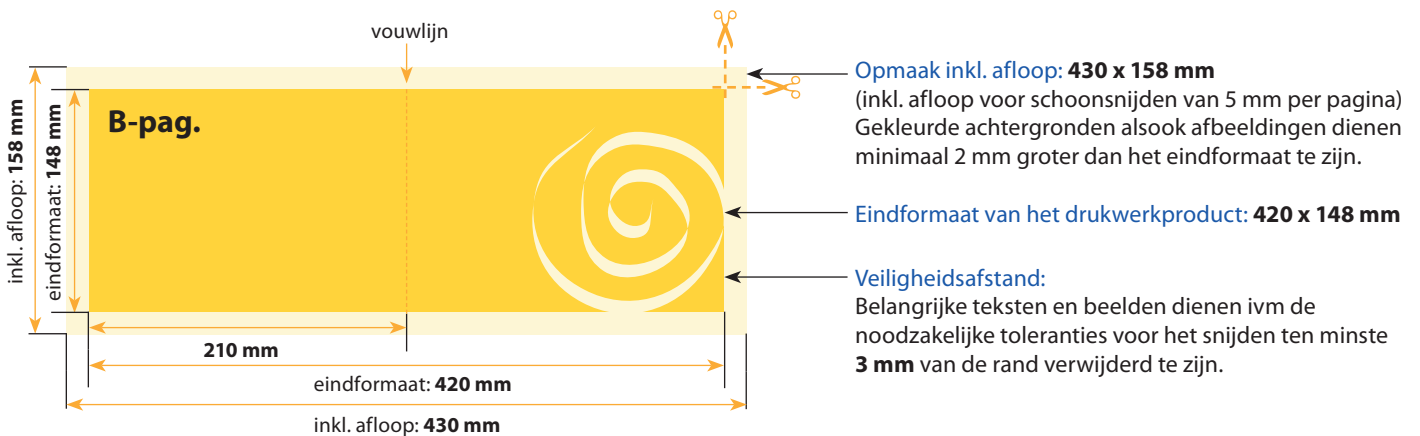 vouwlijn
B-pag.
inkl. afloop: 158 mm
eindformaat: 148 mm
210 mm
eindformaat: 420 mm
inkl. afloop: 430 mm
Opmaak inkl. afloop: 430 x 158 mm
(inkl. afloop voor schoonsnijden van 5 mm per pagina)
Gekleurde achtergronden alsook afbeeldingen dienen
minimaal 2 mm groter dan het eindformaat te zijn.
Eindformaat van het drukwerkproduct: 420 x 148 mm
Veiligheidsafstand:
Belangrijke teksten en beelden dienen ivm de
noodzakelijke toleranties voor het snijden ten minste
3 mm van de rand verwijderd te zijn.